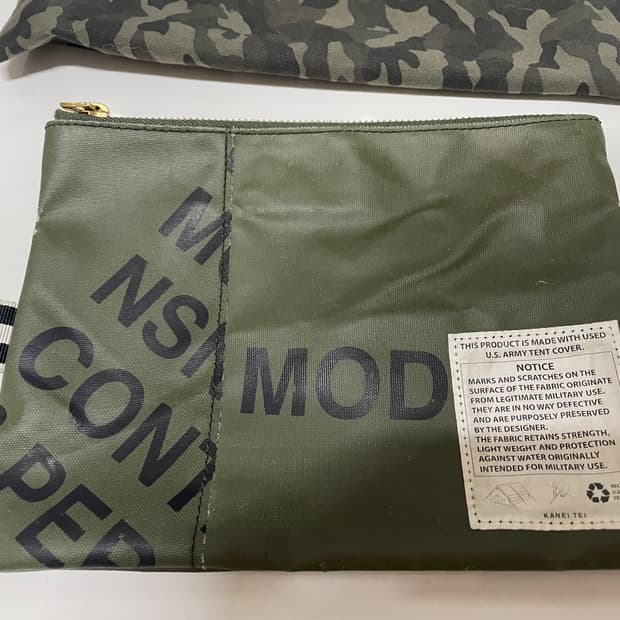 M
NSI
CONT
PER
MOD
THIS PRODUCT IS MADE WITH USED
U.S. ARMY TENT COVER.
NOTICE
MARKS AND SCRATCHES ON THE
SURFACE OF THE FABRIC ORIGINATE
FROM LEGITIMATE MILITARY USE.
THEY ARE IN NO WAY DEFECTIVE
AND ARE PURPOSELY PRESERVED
BY THE DESIGNER.
THE FABRIC RETAINS STRENGTH,
LIGHT WEIGHT AND PROTECTION
AGAINST WATER ORIGINALLY
INTENDED FOR MILITARY USE.
KANEI TEI